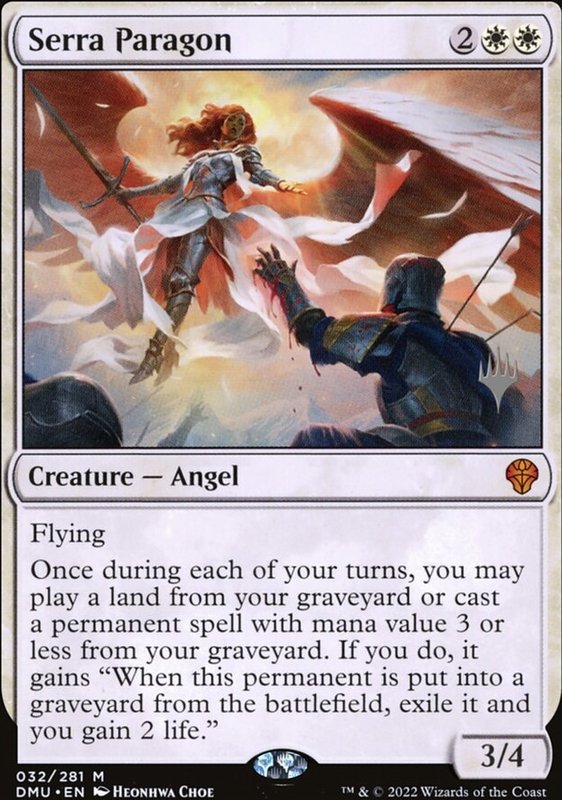 Serra Paragon 2
Creature — Angel
Flying
Once during each of your turns, you may
play a land from your graveyard or cast
a permanent spell with mana value 3 or
less from your graveyard. If you do, it
gains “When this permanent is put into a
graveyard from the battlefield, exile it and
you gain 2 life.”
3/4
032/281 M
DMU • EN Heonhwa Choe
™ & © 2022 Wizards of the Coast